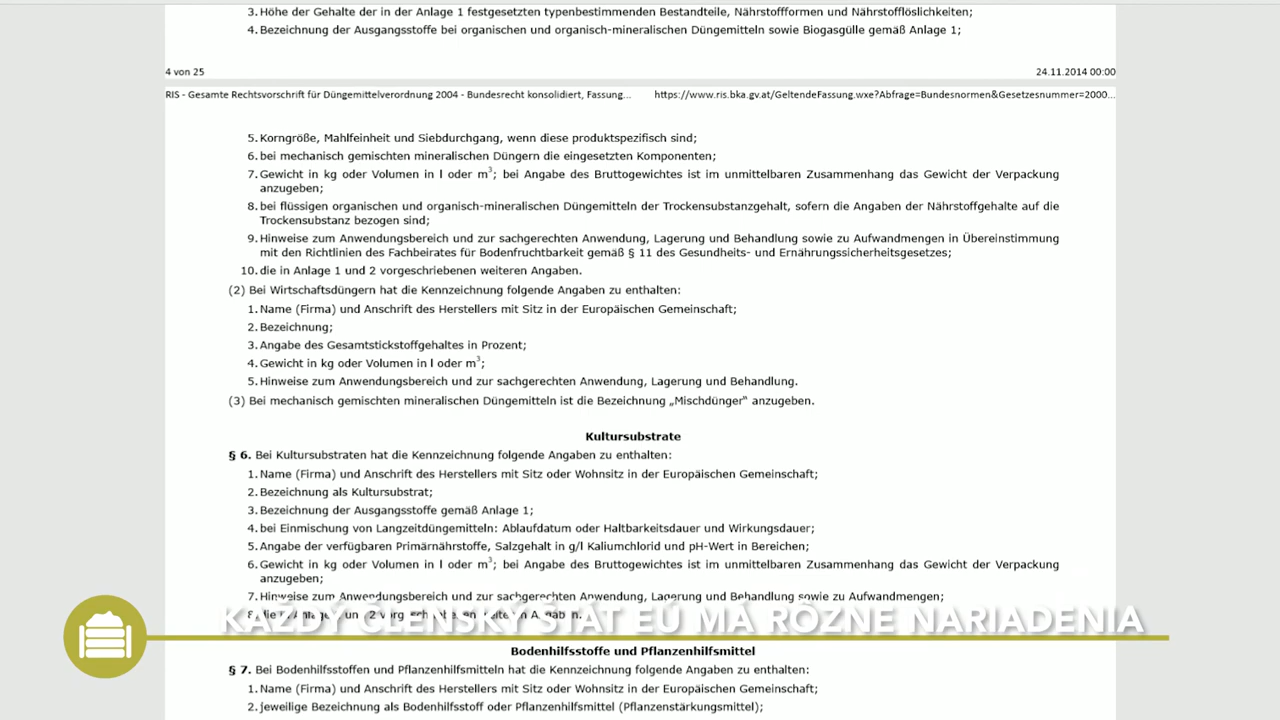 3. Höhe der Gehalte der in der Anlage 1 festgesetzten typenbestimmenden Bestandteile, Nährstoffformen und Nährstofflöslichkeiten;
4. Bezeichnung der Ausgangsstoffe bei organischen und organisch-mineralischen Düngemitteln sowie Biogasgülle gemäß Anlage 1;
4 von 25 24.11.2014 00:00
RIS - Gesamte Rechtsvorschrift für Düngemittelverordnung 2004 - Bundesrecht konsolidiert, Fassung... https://www.ris.bka.gv.at/GeltendeFassung.wxe?Abfrage=Bundesnormen&Gesetzesnummer=2000...
5. Korngröße, Mahlfeinheit und Siebdurchgang, wenn diese produktspezifisch sind;
6. bei mechanisch gemischten mineralischen Düngern die eingesetzten Komponenten;
7. Gewicht in kg oder Volumen in l oder m³; bei Angabe des Bruttogewichtes ist im unmittelbaren Zusammenhang das Gewicht der Verpackung
anzugeben;
8. bei flüssigen organischen und organisch-mineralischen Düngemitteln der Trockensubstanzgehalt, sofern die Angaben der Nährstoffgehalte auf die
Trockensubstanz bezogen sind;
9. Hinweise zum Anwendungsbereich und zur sachgerechten Anwendung, Lagerung und Behandlung sowie zu Aufwandmengen in Übereinstimmung
mit den Richtlinien des Fachbeirates für Bodenfruchtbarkeit gemäß § 11 des Gesundheits- und Ernährungssicherheitsgesetzes;
10. die in Anlage 1 und 2 vorgeschriebenen weiteren Angaben.
(2) Bei Wirtschaftsdüngern hat die Kennzeichnung folgende Angaben zu enthalten:
1. Name (Firma) und Anschrift des Herstellers mit Sitz in der Europäischen Gemeinschaft;
2. Bezeichnung;
3. Angabe des Gesamtstickstoffgehaltes in Prozent;
4. Gewicht in kg oder Volumen in l oder m³;
5. Hinweise zum Anwendungsbereich und zur sachgerechten Anwendung, Lagerung und Behandlung.
(3) Bei mechanisch gemischten mineralischen Düngemitteln ist die Bezeichnung „Mischdünger“ anzugeben.
Kultursubstrate
§ 6. Bei Kultursubstraten hat die Kennzeichnung folgende Angaben zu enthalten:
1. Name (Firma) und Anschrift des Herstellers mit Sitz oder Wohnsitz in der Europäischen Gemeinschaft;
2. Bezeichnung als Kultursubstrat;
3. Bezeichnung der Ausgangsstoffe gemäß Anlage 1;
4. bei Einmischung von Langzeitdüngemitteln: Ablaufdatum oder Haltbarkeitsdauer und Wirkungsdauer;
5. Angabe der verfügbaren Primärnährstoffe, Salzgehalt in g/l Kaliumchlorid und pH-Wert in Bereichen;
6. Gewicht in kg oder Volumen in l oder m³; bei Angabe des Bruttogewichtes ist im unmittelbaren Zusammenhang das Gewicht der Verpackung
anzugeben;
7. Hinweise zum Anwendungsbereich und zur sachgerechten Anwendung, Lagerung und Behandlung sowie zu Aufwandmengen;
KAŽDÝ ČLENSKÝ ŠTÁT EÚ MÁ RÔZNE NARIADENIA
Bodenhilfsstoffe und Pflanzenhilfsmittel
§ 7. Bei Bodenhilfsstoffen und Pflanzenhilfsmitteln hat die Kennzeichnung folgende Angaben zu enthalten:
1. Name (Firma) und Anschrift des Herstellers mit Sitz oder Wohnsitz in der Europäischen Gemeinschaft;
2. jeweilige Bezeichnung als Bodenhilfsstoff oder Pflanzenhilfsmittel (Pflanzenstärkungsmittel);